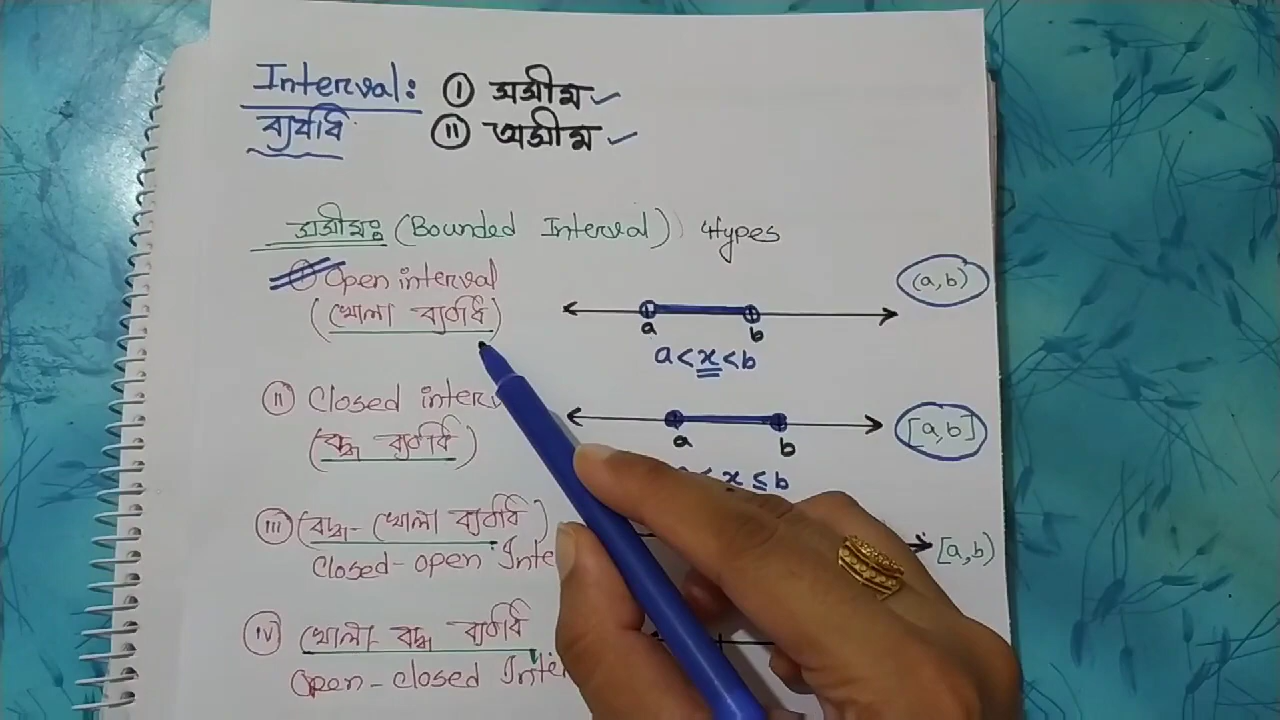 Interval: (I) সসীম
ব্যবধি (II) অসীম
সসীমঃ (Bounded Interval) 4types
Open interval
(খোলা ব্যবধি)
(a,b)
a b
a<x<b
(II) Closed interv
(বদ্ধ ব্যবধি)
[a,b]
a b
x ≤ b
(III) (বদ্ধ-খোলা ব্যবধি)
Closed-open Inte
[a,b)
(IV) খোলা-বদ্ধ ব্যবধি
Open-closed Inte